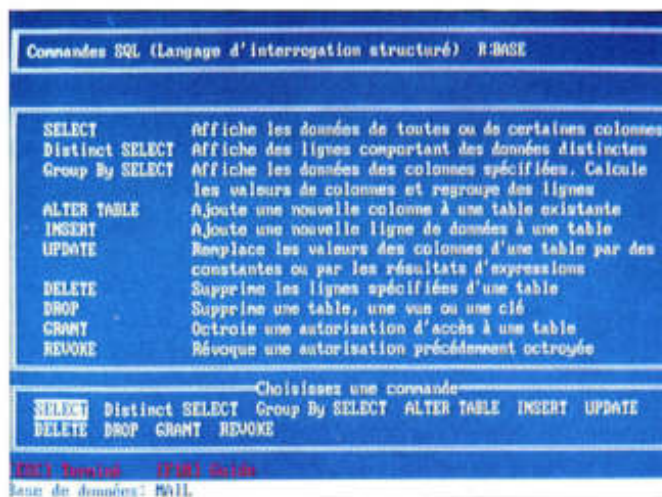 Commandes SQL (Langage d'interrogation structuré) R:BASE
SELECT Affiche les données de toutes ou de certaines colonnes
Distinct SELECT Affiche des lignes comportant des données distinctes
Group By SELECT Affiche les données des colonnes spécifiées. Calcule
les valeurs de colonnes et regroupe des lignes
ALTER TABLE Ajoute une nouvelle colonne à une table existante
INSERT Ajoute une nouvelle ligne de données à une table
UPDATE Remplace les valeurs des colonnes d'une table par des
constantes ou par les résultats d'expressions
DELETE Supprime les lignes spécifiées d'une table
DROP Supprime une table, une vue ou une clé
GRANT Octroie une autorisation d'accès à une table
REVOKE Révoque une autorisation précédemment octroyée
Choisissez une commande
SELECT Distinct SELECT Group By SELECT ALTER TABLE INSERT UPDATE
DELETE DROP GRANT REVOKE
[ESC] Terminé Guide
Base de données: MAIL